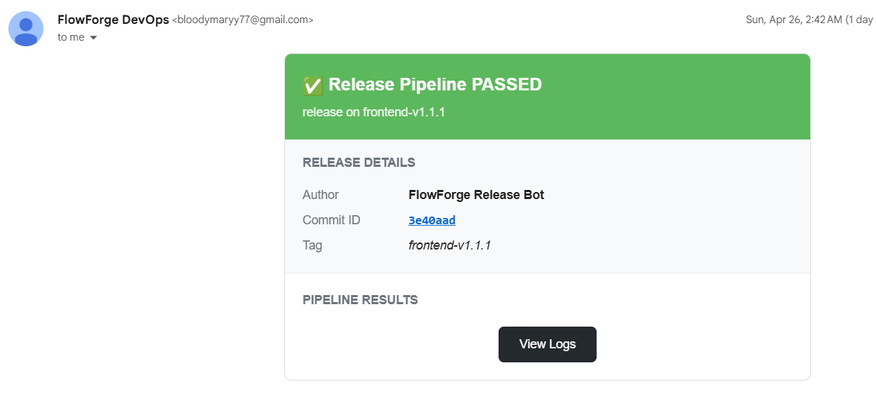 FlowForge DevOps <bloodymaryy77@gmail.com>
Sun, Apr 26, 2:42 AM (1 day
to me
✅ Release Pipeline PASSED
release on frontend-v1.1.1
RELEASE DETAILS
Author FlowForge Release Bot
Commit ID 3e40aad
Tag frontend-v1.1.1
PIPELINE RESULTS
View Logs